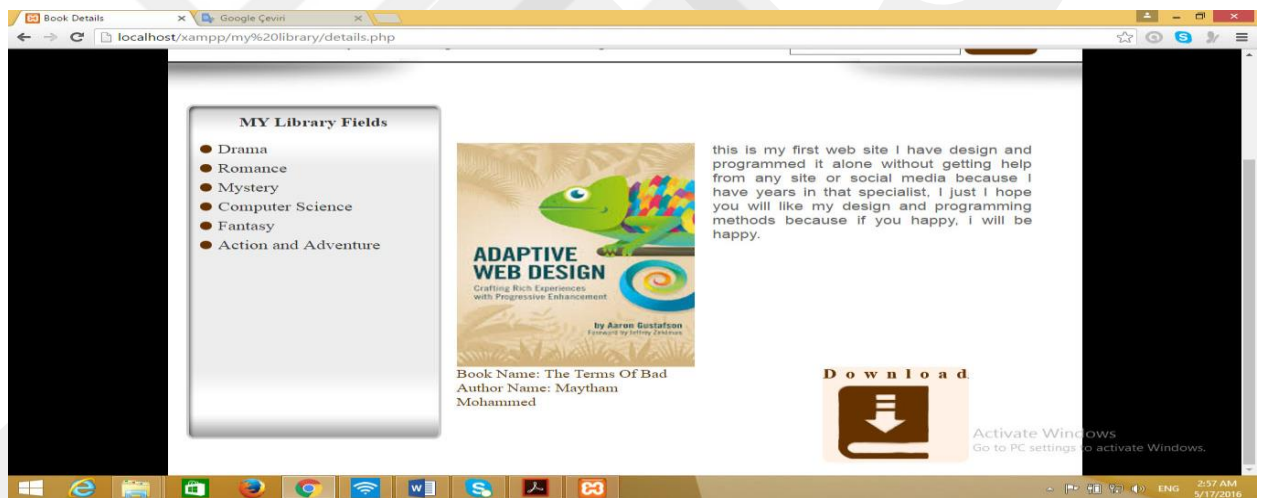 Book Details
Google Çeviri
localhost/xampp/my%20library/details.php
MY Library Fields
Drama
Romance
Mystery
Computer Science
Fantasy
Action and Adventure
ADAPTIVE
WEB DESIGN
Crafting Rich Experiences
with Progressive Enhancement
by Aaron Gustafson
Book Name: The Terms Of Bad
Author Name: Maytham
Mohammed
this is my first web site I have design and
programmed it alone without getting help
from any site or social media because I
have years in that specialist, I just I hope
you will like my design and programming
methods because if you happy, i will be
happy.
Download
Activate Windows
Go to PC settings to activate Windows.
ENG
2:57 AM
5/17/2016